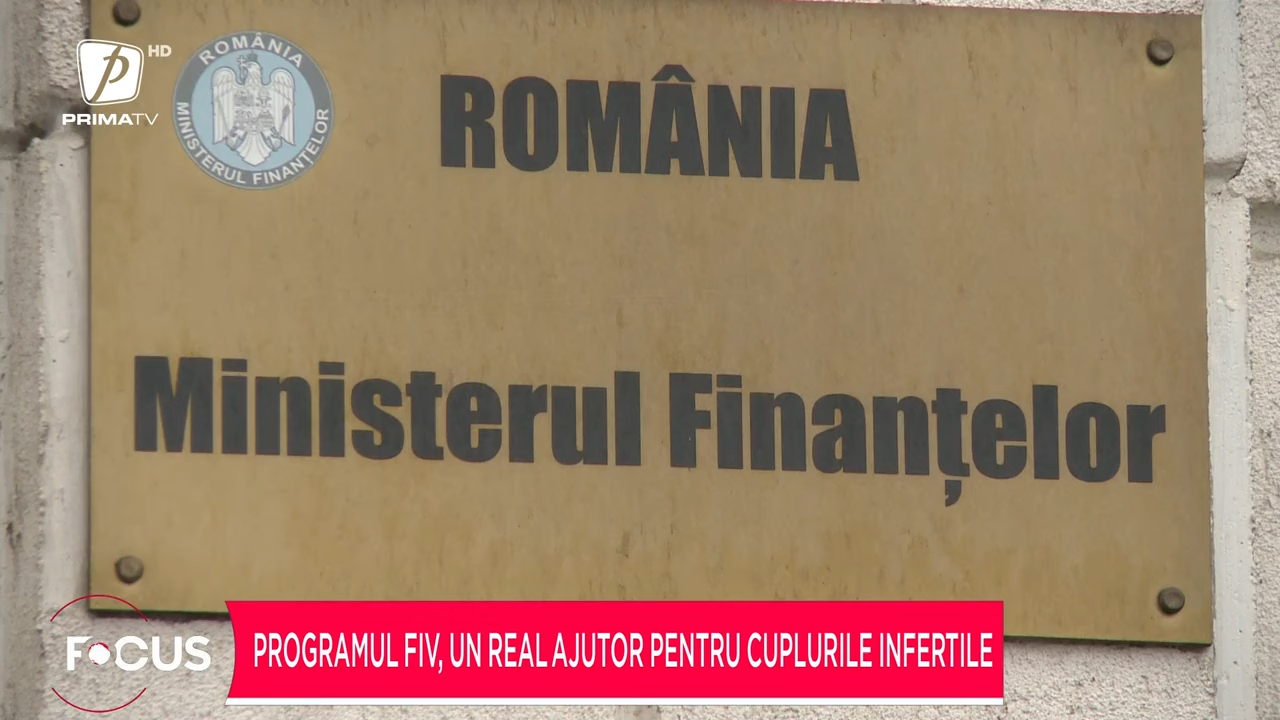 HD
PRIMATV
ROMÂNIA
MINISTERUL FINANȚELOR
ROMÂNIA
Ministerul Finanțelor
FOCUS
PROGRAMUL FIV, UN REAL AJUTOR PENTRU CUPLURILE INFERTILE